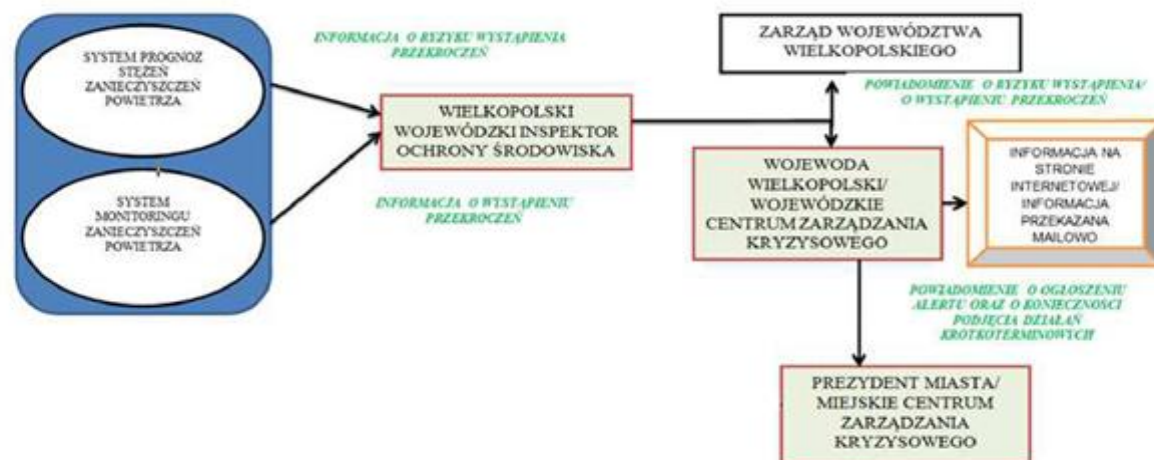 SYSTEM PROGNOZ
STĘŻEŃ
ZANIECZYSZCZEŃ
POWIETRZA
SYSTEM
MONITORINGU
ZANIECZYSZCZEŃ
POWIETRZA
INFORMACJA O RYZYKU WYSTĄPIENIA
PRZEKROCZEŃ
WIELKOPOLSKI
WOJEWÓDZKI INSPEKTOR
OCHRONY ŚRODOWISKA
INFORMACJA O WYSTĄPIENIU
PRZEKROCZEŃ
ZARZĄD WOJEWÓDZTWA
WIELKOPOLSKIEGO
POWIADOMIENIE O RYZYKU WYSTĄPIENIA/
O WYSTĄPIENIU PRZEKROCZEŃ
WOJEWODA
WIELKOPOLSKI/
WOJEWÓDZKIE
CENTRUM ZARZĄDZANIA
KRYZYSOWEGO
INFORMACJA NA
STRONIE
INTERNETOWEJ/
INFORMACJA
PRZEKAZANA
MAILOWO
POWIADOMIENIE O OGŁOSZENIU
ALERTU ORAZ O KONIECZNOŚCI
PODJĘCIA DZIAŁAŃ
KROTKOTERMINOWYCH
PREZYDENT MIASTA/
MIEJSKIE CENTRUM
ZARZĄDZANIA
KRYZYSOWEGO